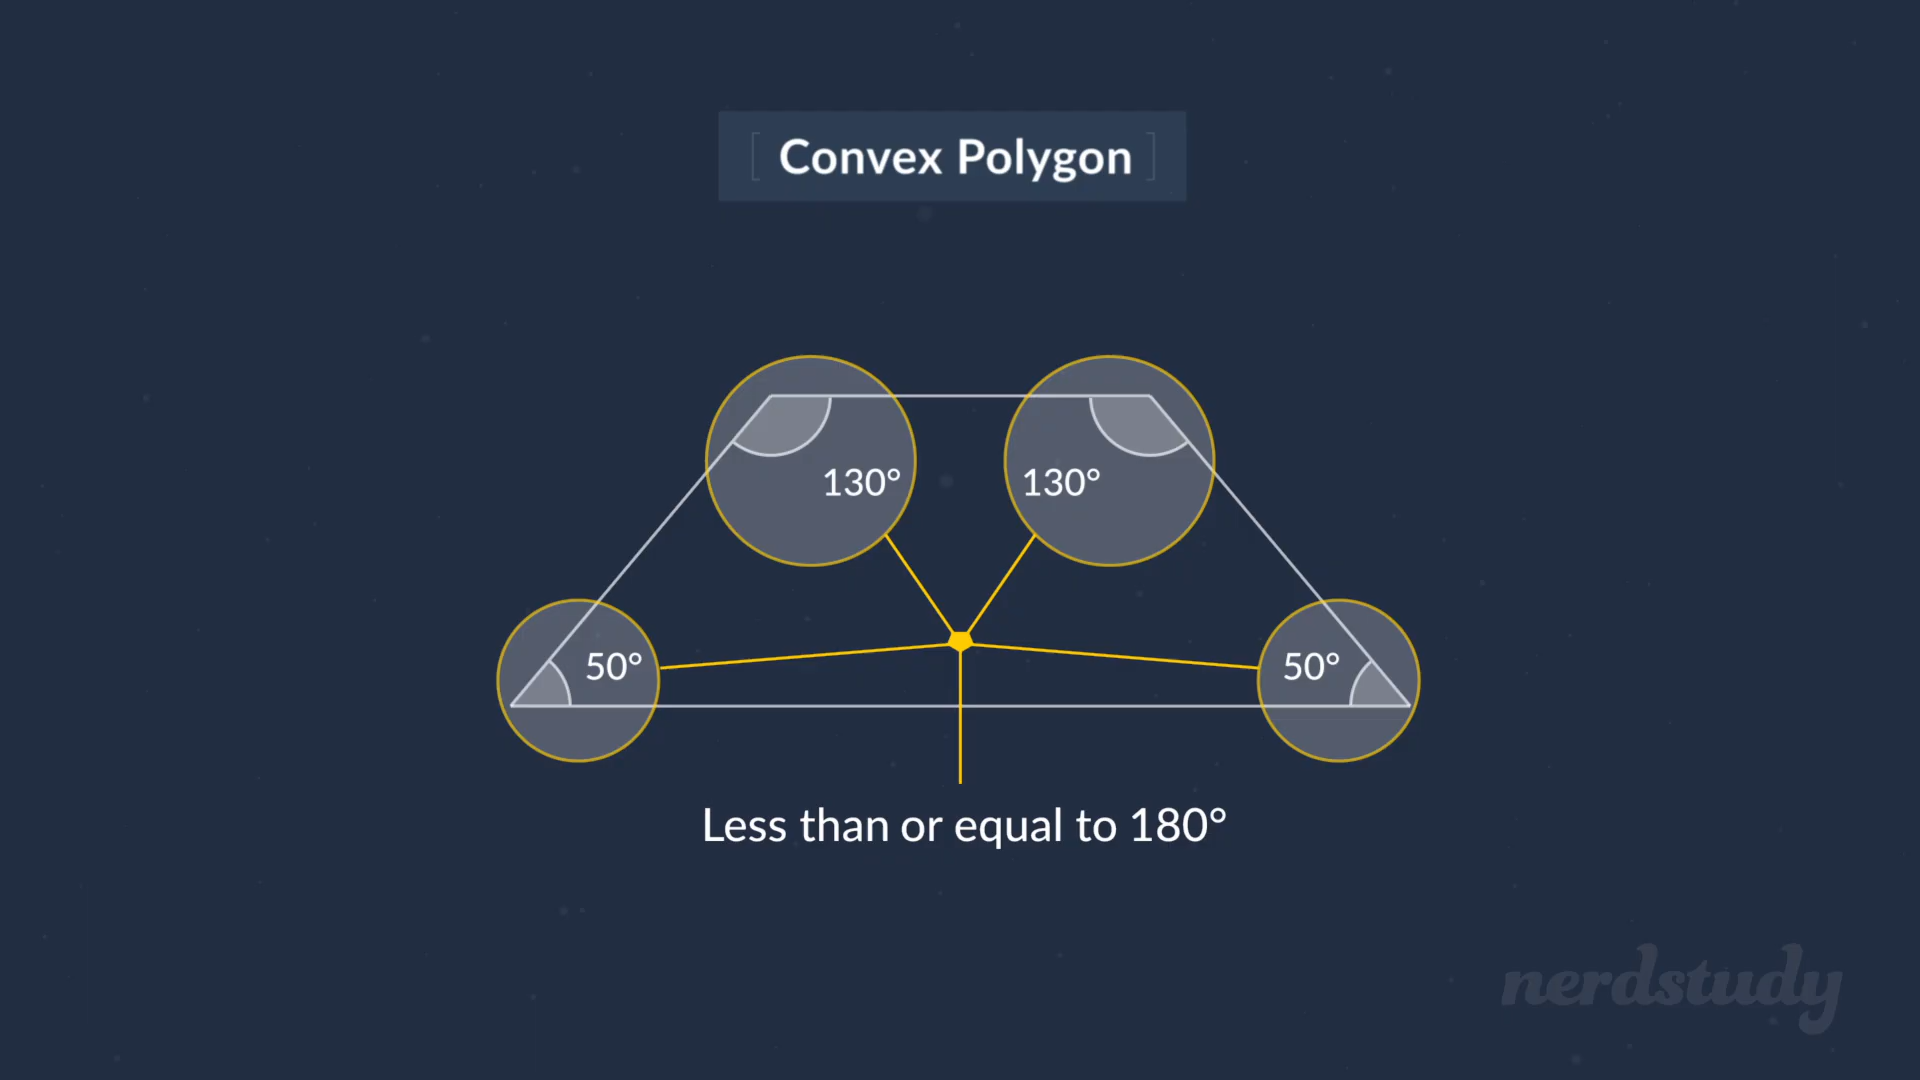 Convex Polygon
130° 130°
50° 50°
Less than or equal to 180°
nerdstudy